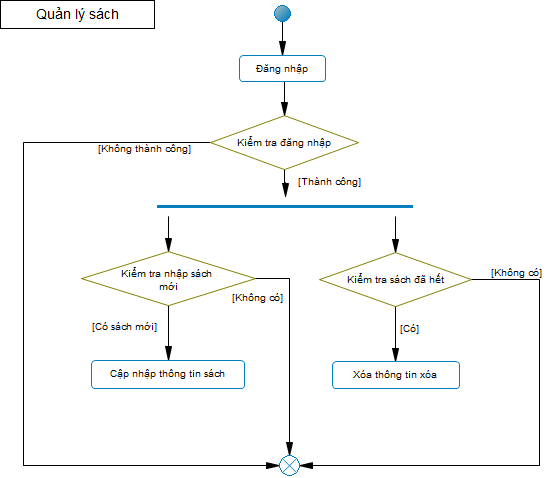 Quản lý sách
Đăng nhập
Kiểm tra đăng nhập
[Không thành công]
[Thành công]
Kiểm tra nhập sách
mới
[Không có]
Kiểm tra sách đã hết
[Không có]
[Có sách mới]
[Có]
Cập nhập thông tin sách
Xóa thông tin xóa